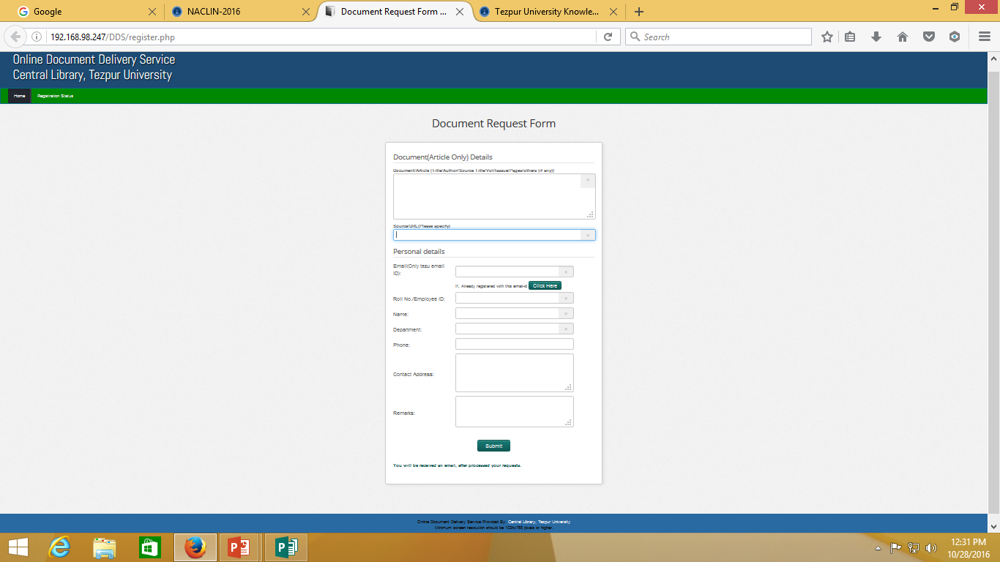 Google
NACLIN-2016
Document Request Form ...
Tezpur University Knowle...
192.168.98.247/DDS/register.php
Search
Online Document Delivery Service
Central Library, Tezpur University
Home
Registration Status
Document Request Form
Document(Article Only) Details
Document/Article (Title/Author/Source Title/Vol/Isssue/Pages/others (if any))
Source/URL(Please specify)
Personal details
Email(Only tezu email
ID):
If, Already registered with this email-id Click Here
Roll No./Employee ID:
Name:
Department:
Phone:
Contact Address:
Remarks:
Submit
You will be received an email, after processed your requests.
Online Document Delivery Service Provided By: Central Library, Tezpur University
Minimum screen resolution should be 1024x768 pixels or higher.
12:31 PM
10/28/2016